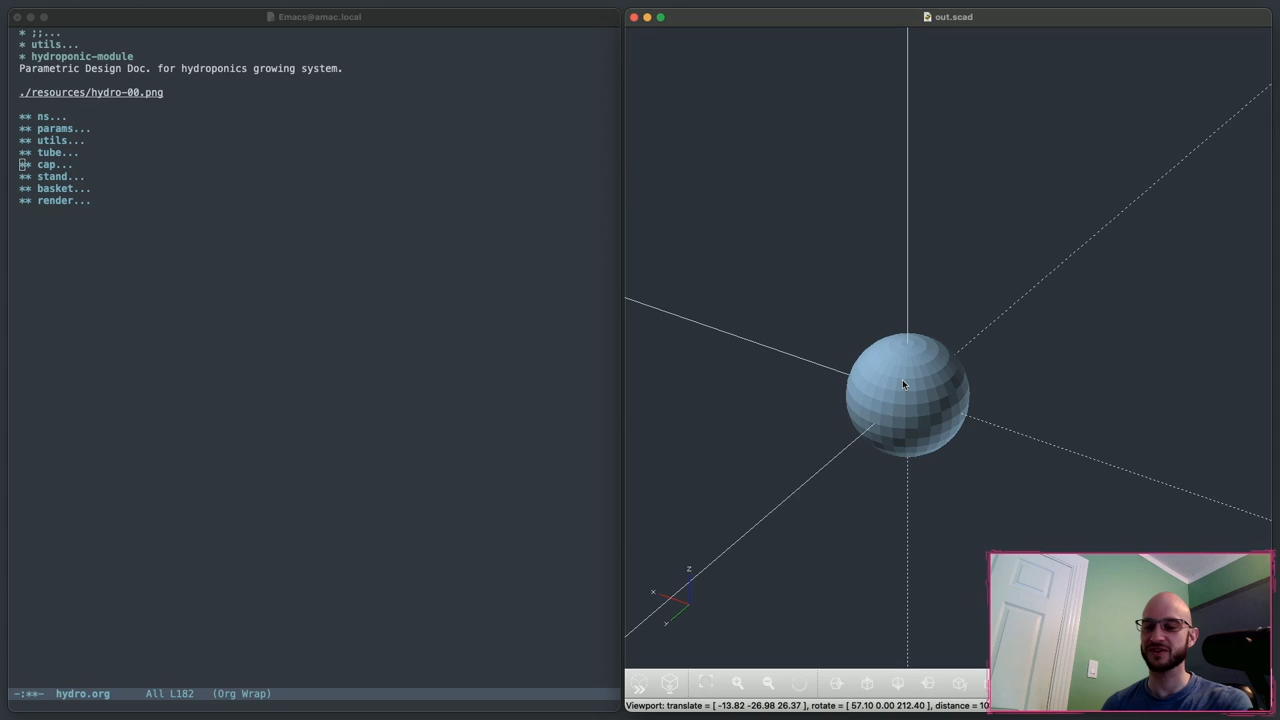 Emacs@amac.local
* ;;...
* utils...
* hydroponic-module
Parametric Design Doc. for hydroponics growing system.
./resources/hydro-00.png
** ns...
** params...
** utils...
** tube...
** cap...
** stand...
** basket...
** render...
-:**-  hydro.org      All L182   (Org Wrap)
out.scad
Z
X
Y
Viewport: translate = [ -13.82 -26.98 26.37 ], rotate = [ 57.10 0.00 212.40 ], distance = 10